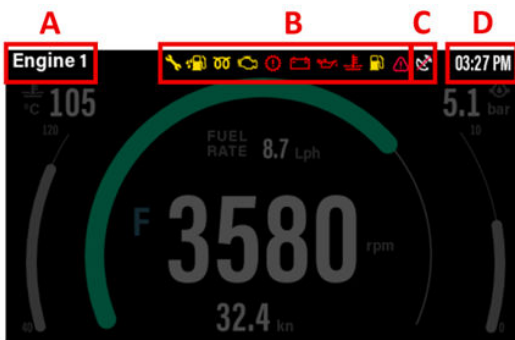 A B C D
Engine 1 03:27 PM
°C 105 5.1 bar
120 10
FUEL
RATE 8.7 Lph
F 3580 rpm
32.4 kn
40 0